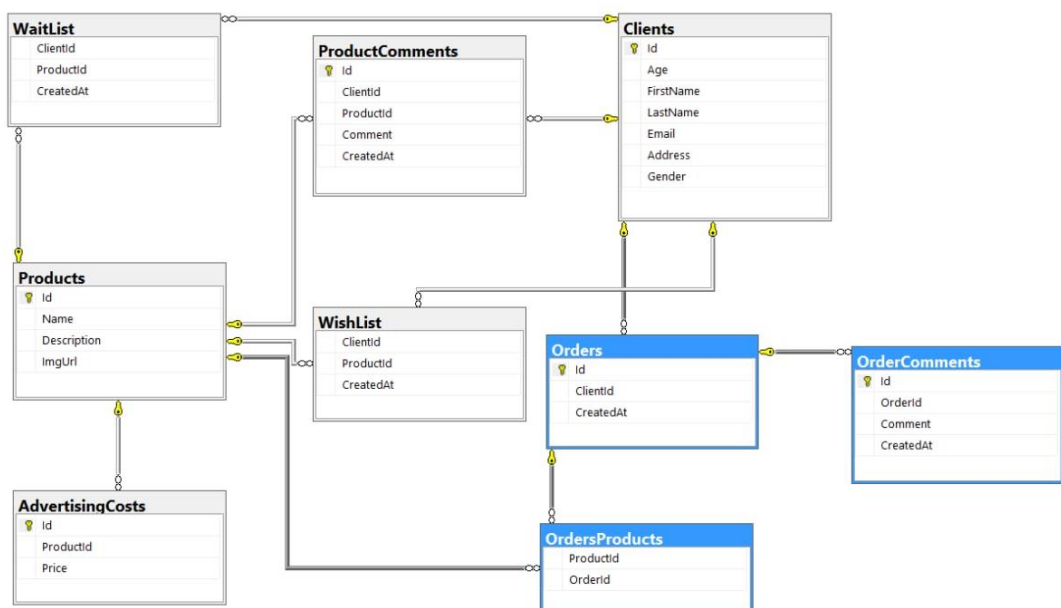 WaitList
ClientId
ProductId
CreatedAt
ProductComments
Id
ClientId
ProductId
Comment
CreatedAt
Clients
Id
Age
FirstName
LastName
Email
Address
Gender
Products
Id
Name
Description
ImgUrl
WishList
ClientId
ProductId
CreatedAt
Orders
Id
ClientId
CreatedAt
OrderComments
Id
OrderId
Comment
CreatedAt
AdvertisingCosts
Id
ProductId
Price
OrdersProducts
ProductId
OrderId